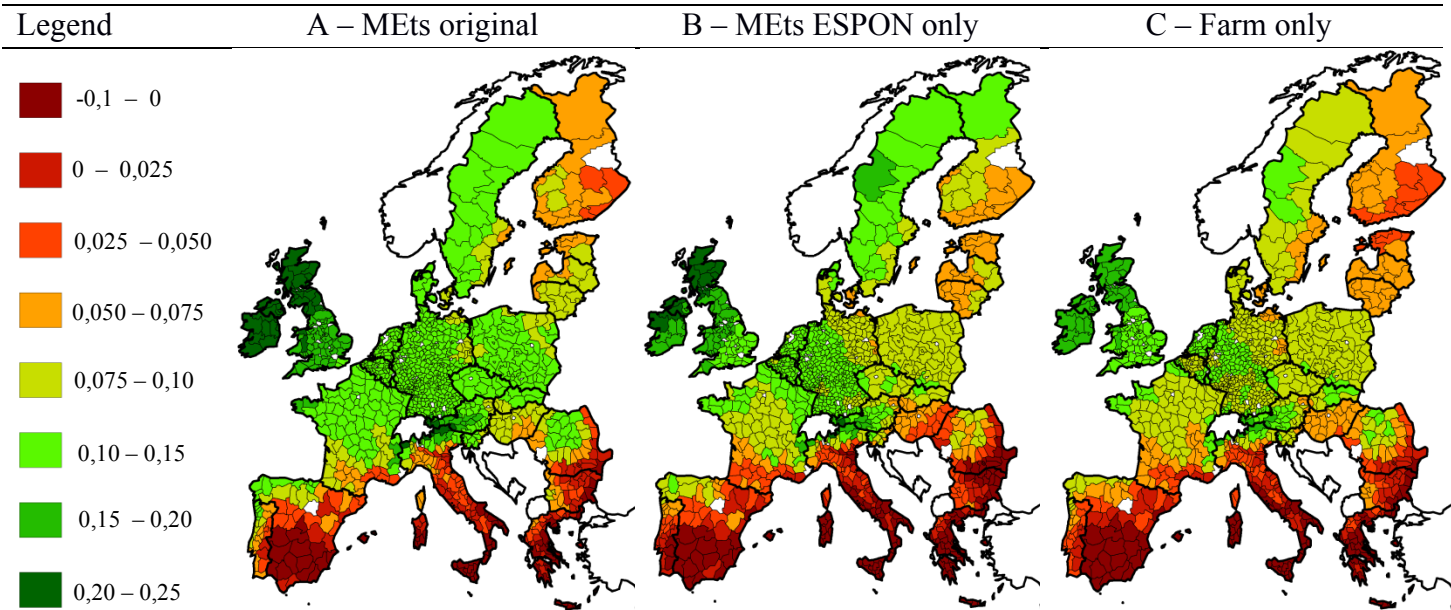 Legend A – MEts original B – MEts ESPON only C – Farm only
-0,1 – 0
0 – 0,025
0,025 – 0,050
0,050 – 0,075
0,075 – 0,10
0,10 – 0,15
0,15 – 0,20
0,20 – 0,25